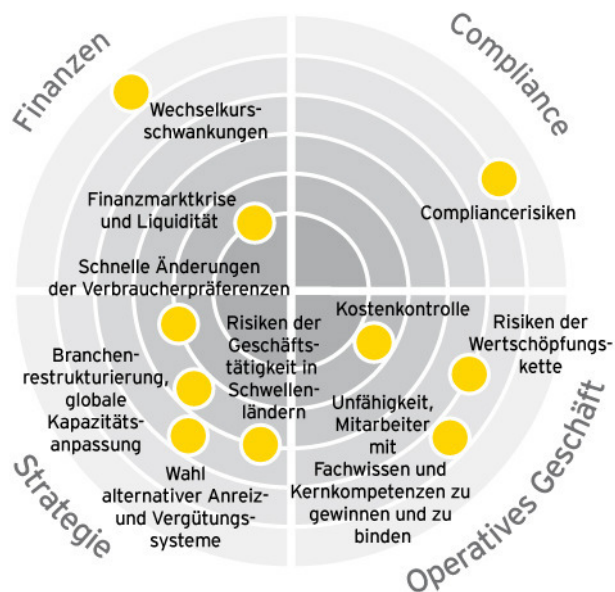 Finanzen
Compliance
Wechselkurs-
schwankungen
Compliancerisiken
Finanzmarktkrise
und Liquidität
Schnelle Änderungen
der Verbraucherpräferenzen
Kostenkontrolle
Risiken der
Wertschöpfungs-
kette
Risiken der
Geschäfts-
tätigkeit in
Schwellen-
ländern
Branchen-
restrukturierung,
globale
Kapazitäts-
anpassung
Unfähigkeit,
Mitarbeiter
mit
Fachwissen und
Kernkompetenzen zu
gewinnen und zu
binden
Wahl
alternativer Anreiz-
und Vergütungs-
systeme
Strategie
Operatives Geschäft